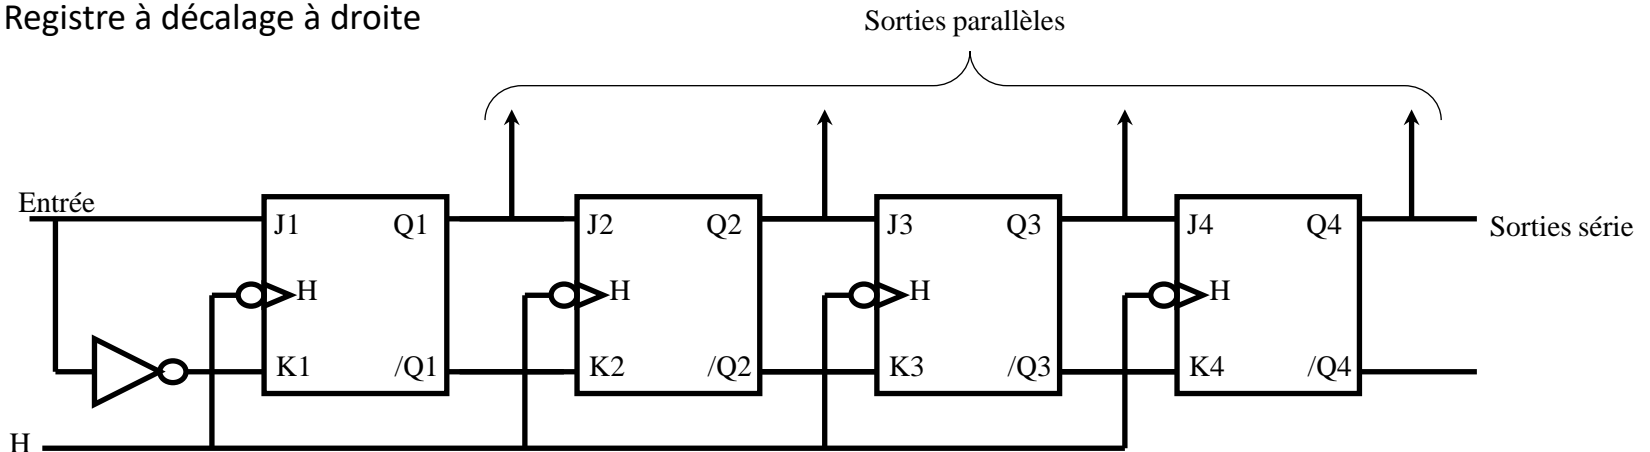 Registre à décalage à droite
Sorties parallèles
Entrée
J1 Q1 J2 Q2 J3 Q3 J4 Q4
Sorties série
H H H H
K1 /Q1 K2 /Q2 K3 /Q3 K4 /Q4
H